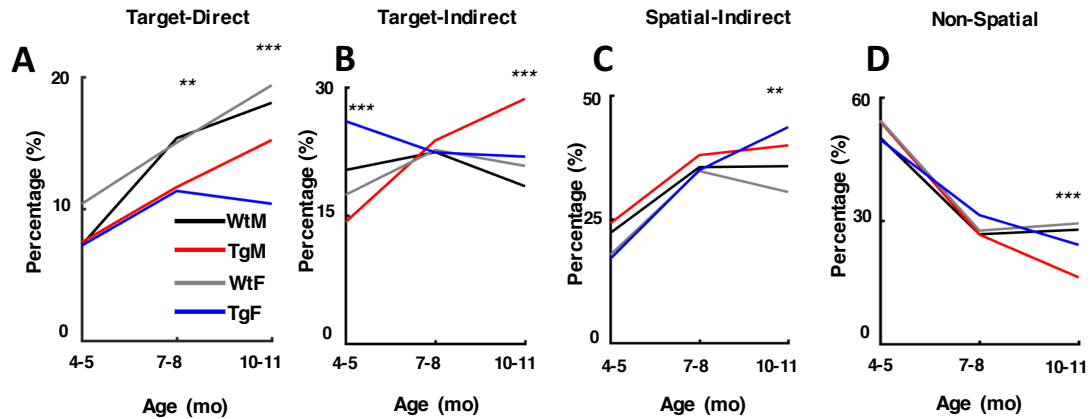 Target-Direct
Target-Indirect
Spatial-Indirect
Non-Spatial
A
B
C
D
Percentage (%)
20
10
0
**
***
WtM
TgM
WtF
TgF
4-5
7-8
10-11
Age (mo)
Percentage (%)
30
15
0
***
***
4-5
7-8
10-11
Age (mo)
Percentage (%)
50
25
0
**
4-5
7-8
10-11
Age (mo)
Percentage (%)
60
30
0
***
4-5
7-8
10-11
Age (mo)